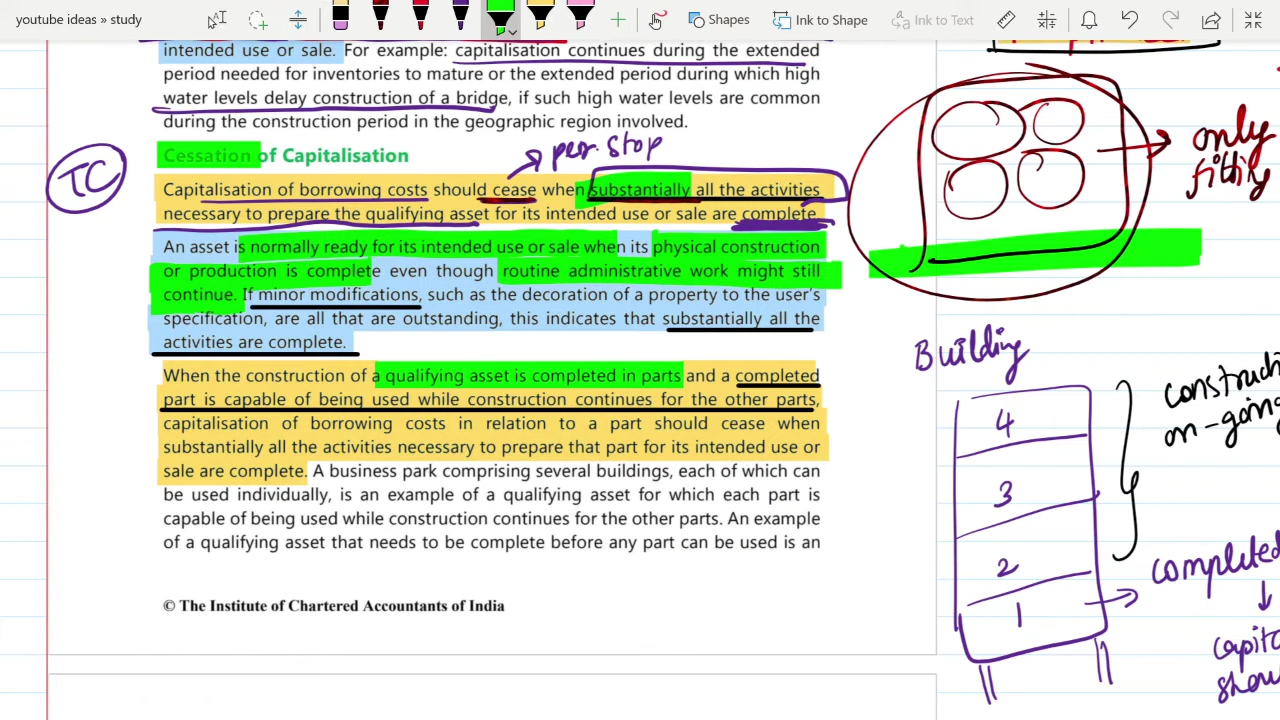 youtube ideas » study
Shapes
Ink to Shape
Ink to Text
intended use or sale. For example: capitalisation continues during the extended
period needed for inventories to mature or the extended period during which high
water levels delay construction of a bridge, if such high water levels are common
during the construction period in the geographic region involved.
Cessation of Capitalisation
per. stop
TC
Capitalisation of borrowing costs should cease when substantially all the activities
necessary to prepare the qualifying asset for its intended use or sale are complete.
An asset is normally ready for its intended use or sale when its physical construction
or production is complete even though routine administrative work might still
continue. If minor modifications, such as the decoration of a property to the user's
specification, are all that are outstanding, this indicates that substantially all the
activities are complete.
When the construction of a qualifying asset is completed in parts and a completed
part is capable of being used while construction continues for the other parts,
capitalisation of borrowing costs in relation to a part should cease when
substantially all the activities necessary to prepare that part for its intended use or
sale are complete. A business park comprising several buildings, each of which can
be used individually, is an example of a qualifying asset for which each part is
capable of being used while construction continues for the other parts. An example
of a qualifying asset that needs to be complete before any part can be used is an
© The Institute of Chartered Accountants of India
only
fitting
Building
4
3
2
1
constructi
on-going
completed